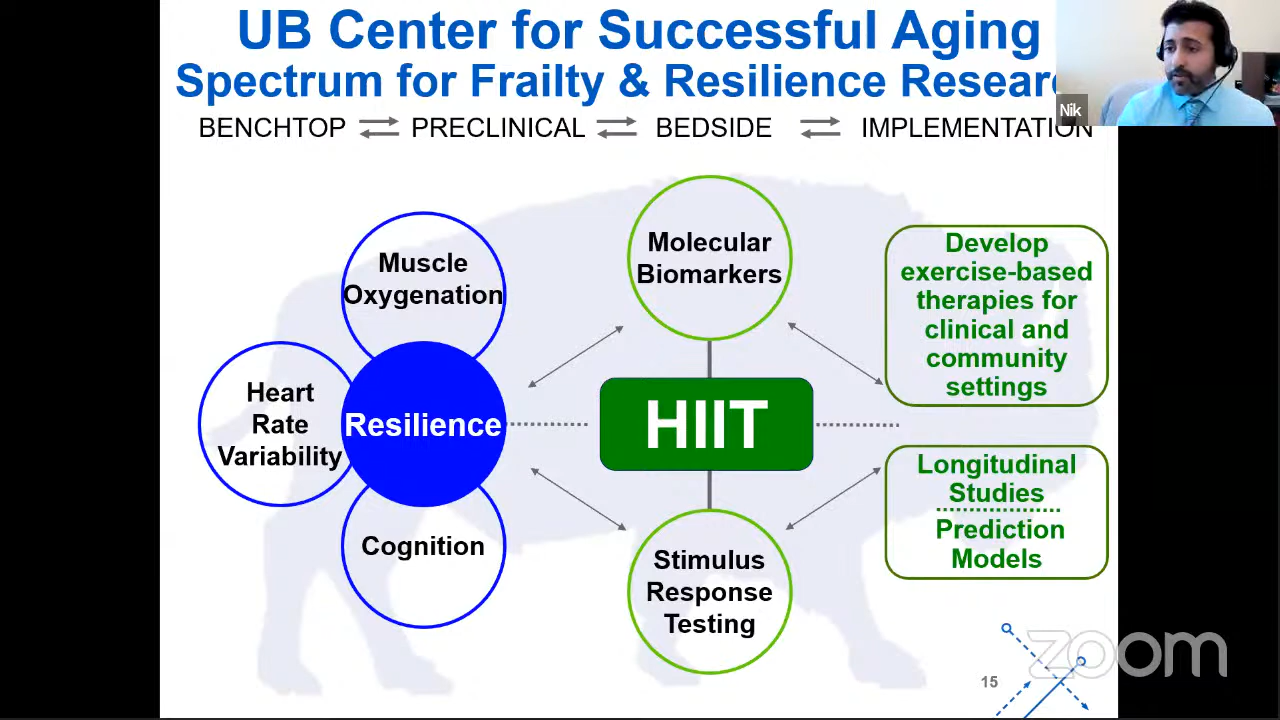 UB Center for Successful Aging
Spectrum for Frailty & Resilience Resear
Nik
BENCHTOP PRECLINICAL BEDSIDE IMPLEMENTATION
Muscle
Oxygenation
Heart
Rate
Variability
Resilience
Cognition
Molecular
Biomarkers
HIIT
Stimulus
Response
Testing
Develop
exercise-based
therapies for
clinical and
community
settings
Longitudinal
Studies
Prediction
Models
15
zoom